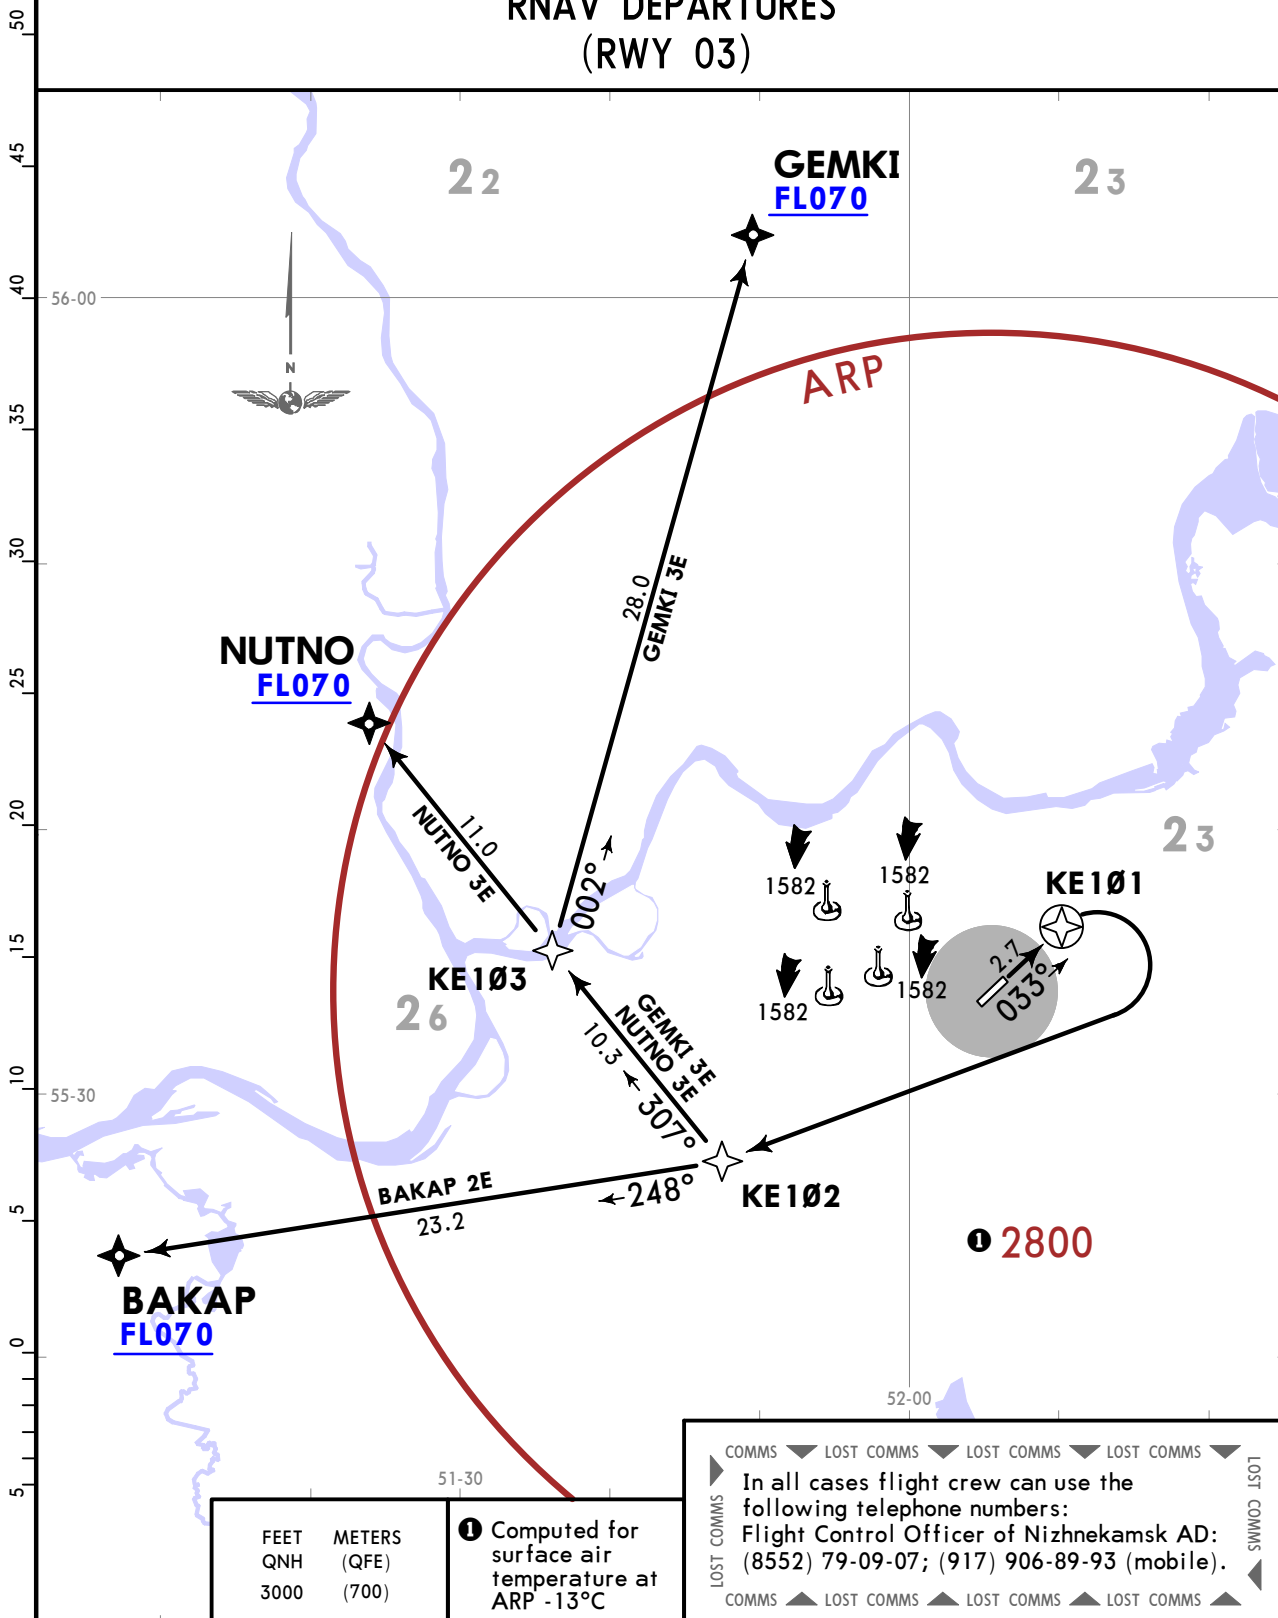 RNAV DEPARTURES
(RWY 03)
50
45
40
35
30
25
20
15
10
5
0
5
22
23
GEMKI
FL070
56-00
N
ARP
28.0
GEMKI 3E
NUTNO
FL070
11.0
NUTNO 3E
002°
23
1582
1582
1582
1582
KE1Ø1
2.7
033°
KE1Ø3
26
GEMKI 3E
NUTNO 3E
10.3
307°
55-30
BAKAP 2E
23.2
248°
KE1Ø2
❶ 2800
BAKAP
FL070
52-00
51-30
FEET METERS
QNH (QFE)
3000 (700)
❶ Computed for
surface air
temperature at
ARP -13°C
COMMS LOST COMMS LOST COMMS LOST COMMS
LOST COMMS
In all cases flight crew can use the
following telephone numbers:
Flight Control Officer of Nizhnekamsk AD:
(8552) 79-09-07; (917) 906-89-93 (mobile).
LOST COMMS
COMMS LOST COMMS LOST COMMS LOST COMMS